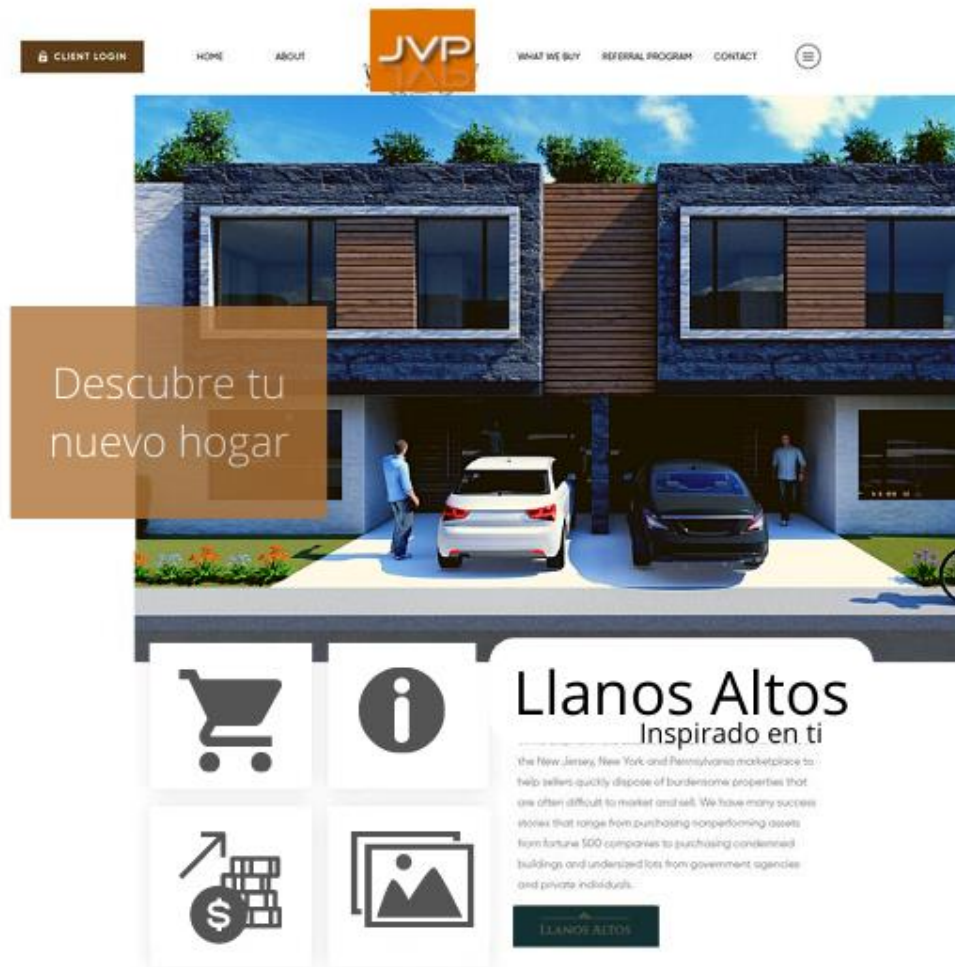 CLIENT LOGIN
HOME
ABOUT
JVP
WHAT WE BUY
REFERRAL PROGRAM
CONTACT
Descubre tu
nuevo hogar
Llanos Altos
Inspirado en ti
the New Jersey, New York and Pennsylvania marketplace to
help sellers quickly dispose of burdensome properties that
are often difficult to market and sell. We have many success
stories that range from purchasing nonperforming assets
from fortune 500 companies to purchasing condemned
buildings and undersized lots from government agencies
and private individuals.
$
LLANOS ALTOS